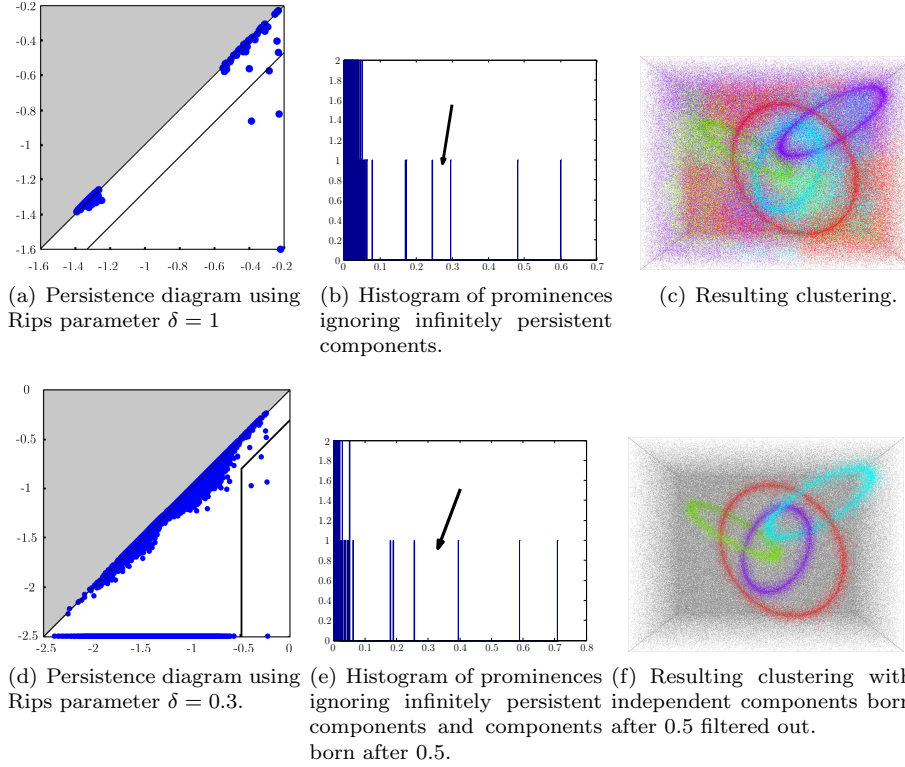 -0.2
-0.4
-0.6
-0.8
-1
-1.2
-1.4
-1.6
-1.6 -1.4 -1.2 -1 -0.8 -0.6 -0.4 -0.2
2
1.8
1.6
1.4
1.2
1
0.8
0.6
0.4
0.2
0
0 0.1 0.2 0.3 0.4 0.5 0.6 0.7
(a) Persistence diagram using
Rips parameter δ = 1
(b) Histogram of prominences
ignoring infinitely persistent
components.
(c) Resulting clustering.
0
-0.5
-1
-1.5
-2
-2.5
-2.5 -2 -1.5 -1 -0.5 0
2
1.8
1.6
1.4
1.2
1
0.8
0.6
0.4
0.2
0
0 0.1 0.2 0.3 0.4 0.5 0.6 0.7 0.8
(d) Persistence diagram using
Rips parameter δ = 0.3.
(e) Histogram of prominences
ignoring infinitely persistent
components and components
born after 0.5.
(f) Resulting clustering with
independent components born
after 0.5 filtered out.